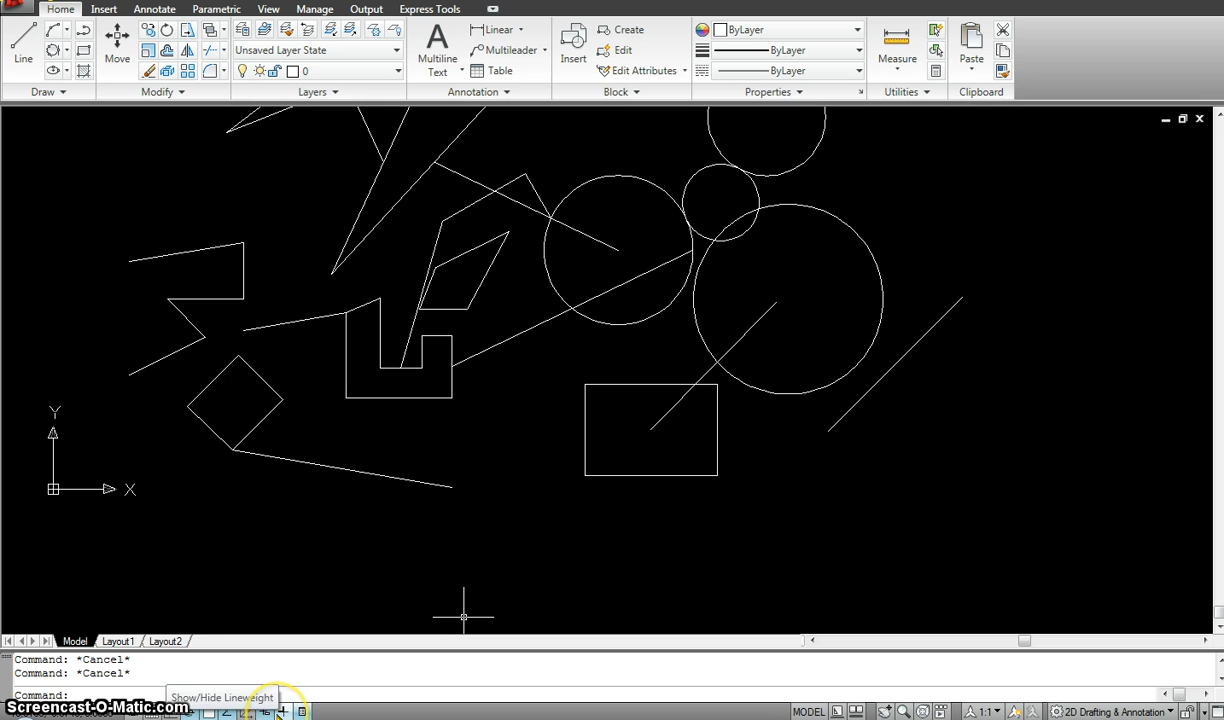 Home Insert Annotate Parametric View Manage Output Express Tools
Line Move Unsaved Layer State 0 Multiline Text Linear Multileader Table Insert Create Edit Edit Attributes ByLayer ByLayer ByLayer Measure Paste
Draw Modify Layers Annotation Block Properties Utilities Clipboard
Y
X
Model Layout1 Layout2
Command: *Cancel*
Command: *Cancel*
Command:
Show/Hide Lineweight
Screencast-O-Matic.com
MODEL 1:1 2D Drafting & Annotation